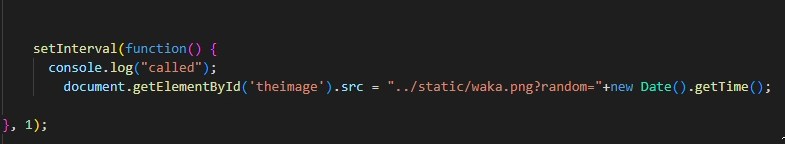 setInterval(function() {
console.log("called");
document.getElementById('theimage').src = "../static/waka.png?random="+new Date().getTime();
}, 1);